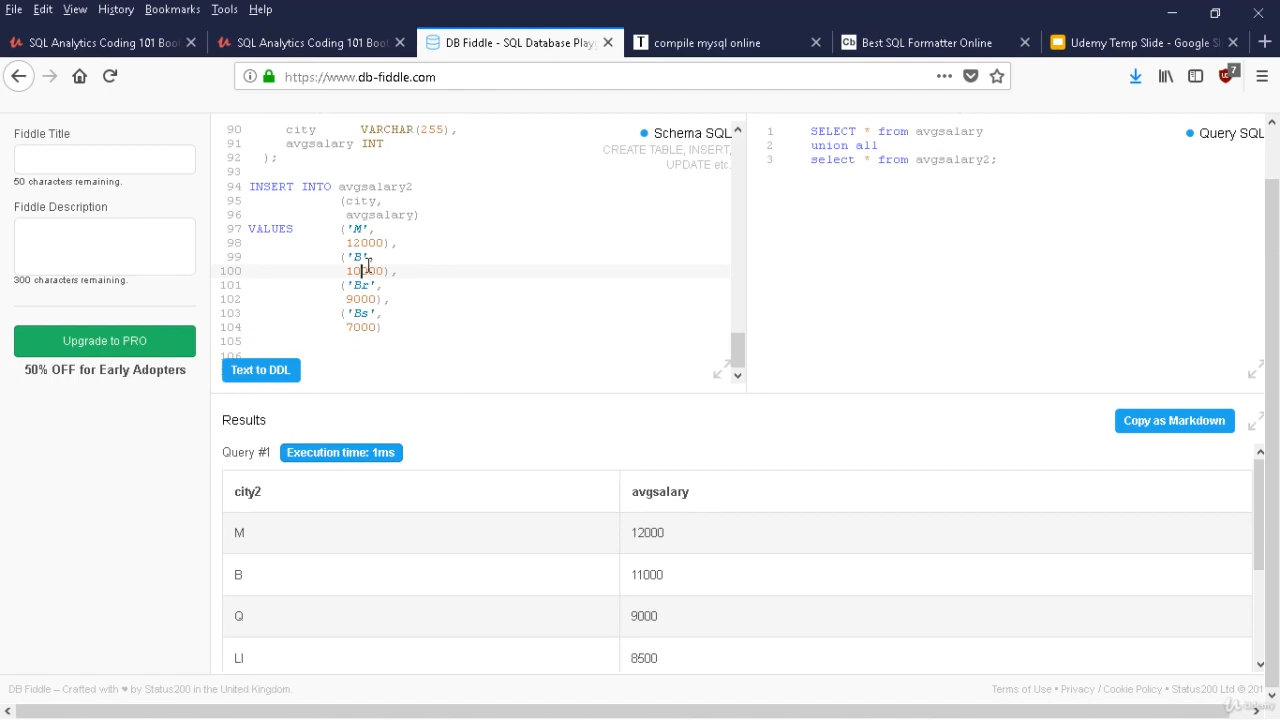 File Edit View History Bookmarks Tools Help
SQL Analytics Coding 101 Boo
SQL Analytics Coding 101 Boo
DB Fiddle - SQL Database Play
compile mysql online
Cb Best SQL Formatter Online
Udemy Temp Slide - Google S
https://www.db-fiddle.com
7
Fiddle Title
50 characters remaining.
Fiddle Description
300 characters remaining.
Upgrade to PRO
50% OFF for Early Adopters
90 city VARCHAR(255),
91 avgsalary INT
92 );
93
94 INSERT INTO avgsalary2
95 (city,
96 avgsalary)
97 VALUES ('M',
98 12000),
99 ('B',
100 10000),
101 ('Br',
102 9000),
103 ('Bs',
104 7000)
105
106
Schema SQL
CREATE TABLE, INSERT,
UPDATE etc.
Text to DDL
1 SELECT * from avgsalary
2 union all
3 select * from avgsalary2;
Query SQL
Results
Copy as Markdown
Query #1 Execution time: 1ms
city2 avgsalary
M 12000
B 11000
Q 9000
LI 8500
DB Fiddle – Crafted with ♥ by Status200 in the United Kingdom.
Terms of Use • Privacy / Cookie Policy • Status200 Ltd © 201
Udemy